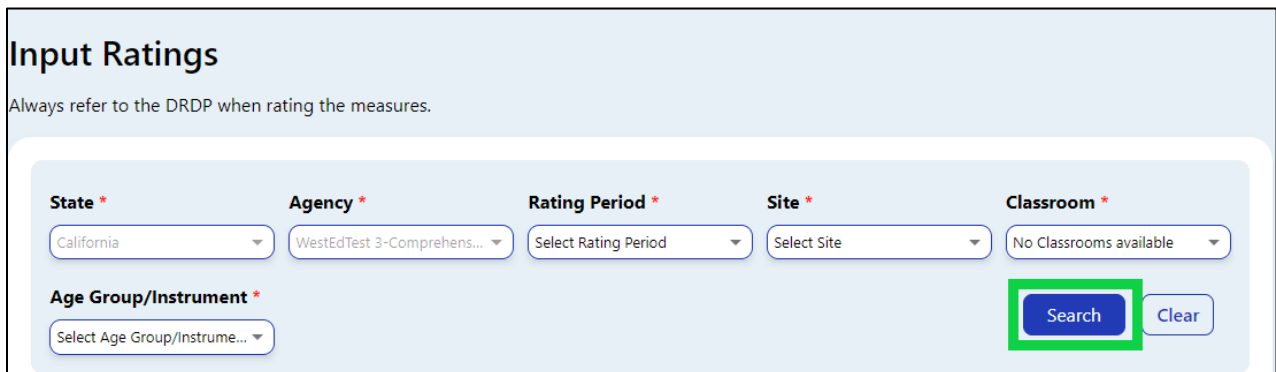 Input Ratings
Always refer to the DRDP when rating the measures.
State * Agency * Rating Period * Site * Classroom *
California WestEdTest 3-Comprehens... Select Rating Period Select Site No Classrooms available
Age Group/Instrument *
Select Age Group/Instrume... Search Clear